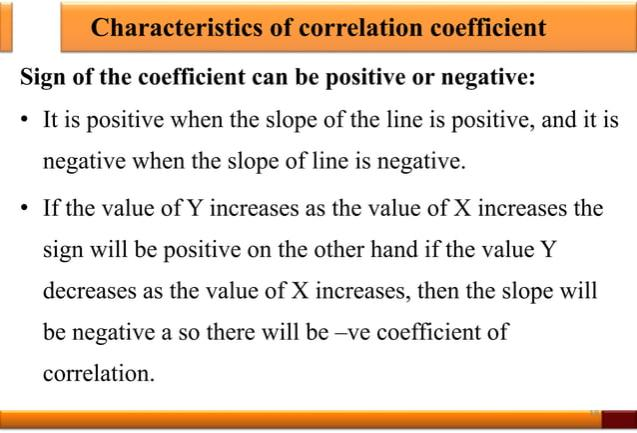 Characteristics of correlation coefficient
Sign of the coefficient can be positive or negative:
• It is positive when the slope of the line is positive, and it is
negative when the slope of line is negative.
• If the value of Y increases as the value of X increases the
sign will be positive on the other hand if the value Y
decreases as the value of X increases, then the slope will
be negative a so there will be –ve coefficient of
correlation.